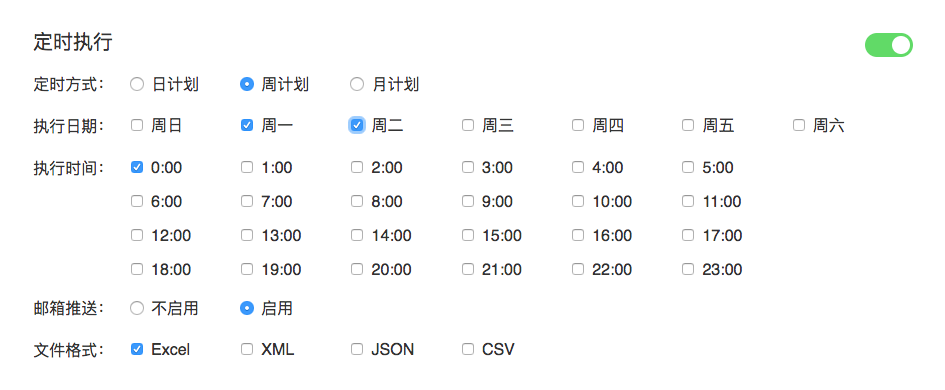 定时执行
定时方式： 日计划 周计划 月计划
执行日期： 周日 周一 周二 周三 周四 周五 周六
执行时间： 0:00 1:00 2:00 3:00 4:00 5:00
6:00 7:00 8:00 9:00 10:00 11:00
12:00 13:00 14:00 15:00 16:00 17:00
18:00 19:00 20:00 21:00 22:00 23:00
邮箱推送： 不启用 启用
文件格式： Excel XML JSON CSV